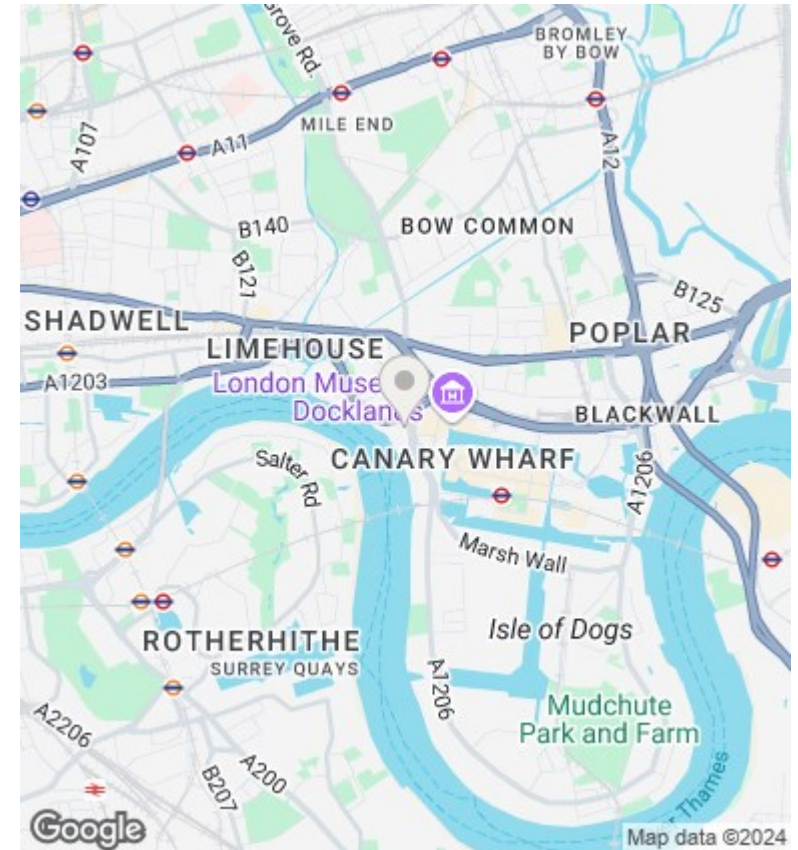 Grove Rd.
BROMLEY
BY BOW
MILE END
A107
A11
A12
B140
BOW COMMON
B121
B125
SHADWELL
LIMEHOUSE
POPLAR
A1203
London Muse
Docklands
BLACKWALL
CANARY WHARF
Salter Rd
A1206
Marsh Wall
Isle of Dogs
ROTHERHITHE
SURREY QUAYS
A1206
Mudchute
Park and Farm
A2206
A200
B207
Thames
Google
Map data ©2024